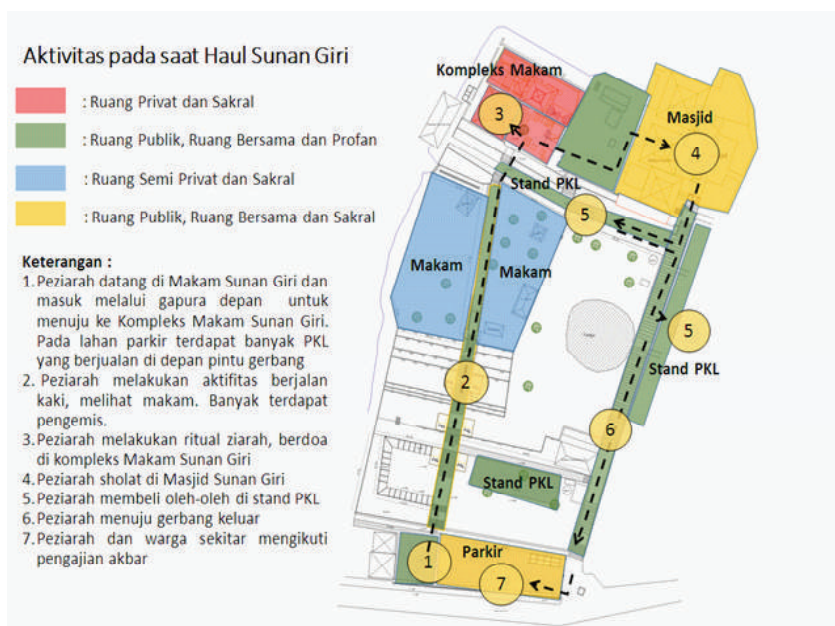 Aktivitas pada saat Haul Sunan Giri
: Ruang Privat dan Sakral
: Ruang Publik, Ruang Bersama dan Profan
: Ruang Semi Privat dan Sakral
: Ruang Publik, Ruang Bersama dan Sakral
Keterangan :
1. Peziarah datang di Makam Sunan Giri dan
masuk melalui gapura depan untuk
menuju ke Kompleks Makam Sunan Giri.
Pada lahan parkir terdapat banyak PKL
yang berjualan di depan pintu gerbang
2. Peziarah melakukan aktifitas berjalan
kaki, melihat makam. Banyak terdapat
pengemis.
3. Peziarah melakukan ritual ziarah, berdoa
di kompleks Makam Sunan Giri
4. Peziarah sholat di Masjid Sunan Giri
5. Peziarah membeli oleh-oleh di stand PKL
6. Peziarah menuju gerbang keluar
7. Peziarah dan warga sekitar mengikuti
pengajian akbar
Kompleks Makam
3
Masjid
4
Stand PKL
5
Makam
Makam
5
Stand PKL
2
6
Stand PKL
Parkir
1
7